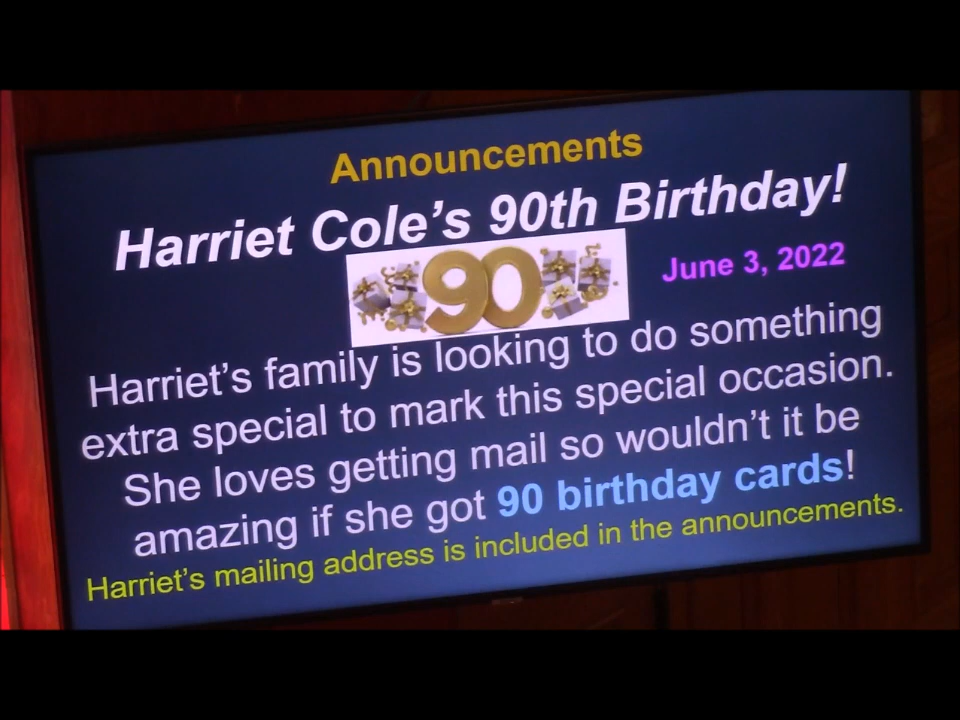 Announcements
Harriet Cole's 90th Birthday!
90
June 3, 2022
Harriet's family is looking to do something
extra special to mark this special occasion.
She loves getting mail so wouldn't it be
amazing if she got 90 birthday cards!
Harriet's mailing address is included in the announcements.